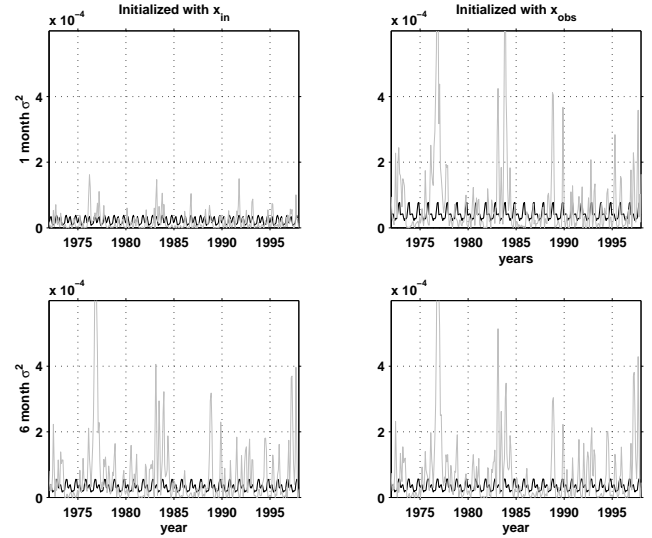 Initialized with x_in
x 10^−4
4
2
0
1 month σ^2
1975 1980 1985 1990 1995
Initialized with x_obs
x 10^−4
4
2
0
1975 1980 1985 1990 1995
years
x 10^−4
4
2
0
6 month σ^2
1975 1980 1985 1990 1995
year
x 10^−4
4
2
0
1975 1980 1985 1990 1995
year